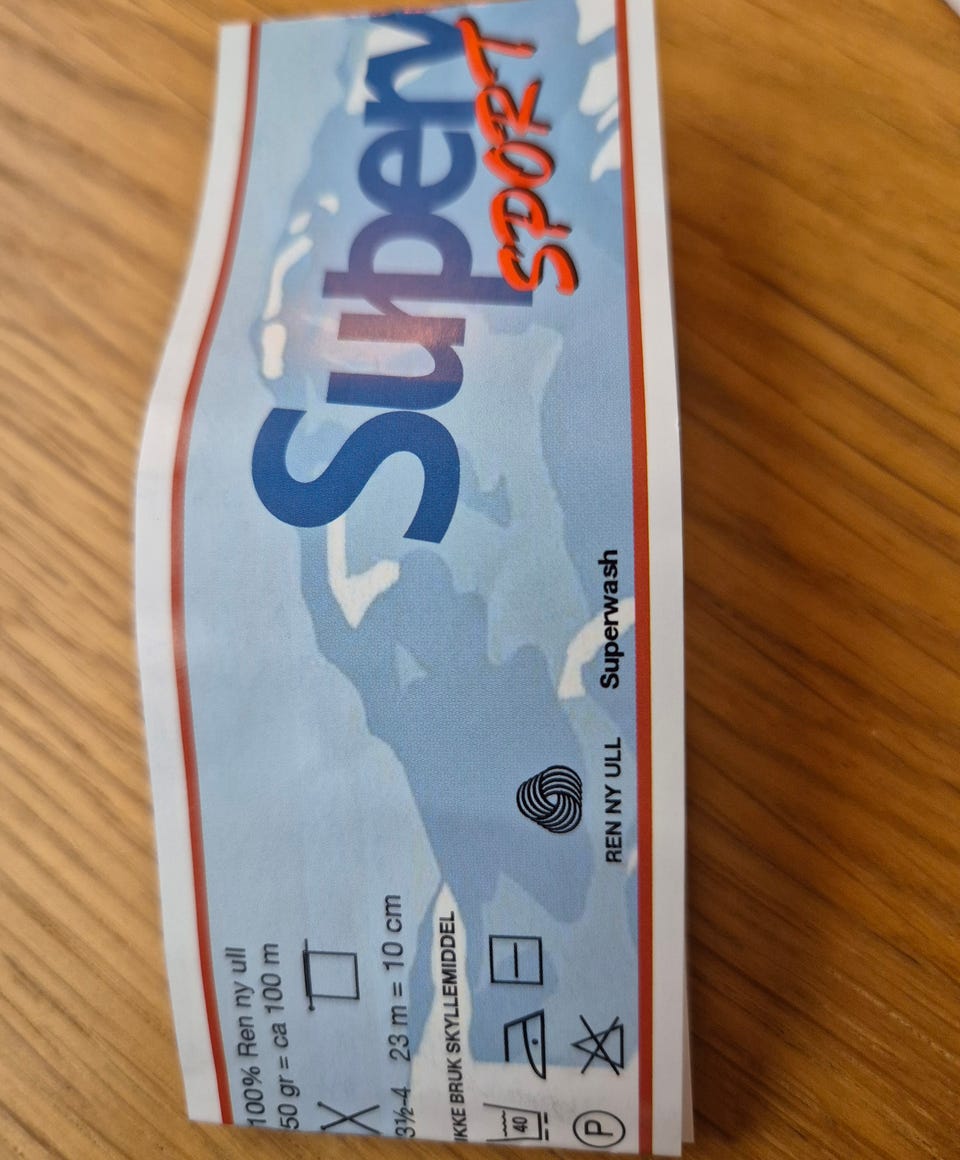 100% Ren ny ull
50 gr = ca 100 m
3½-4 23 m = 10 cm
IKKE BRUK SKYLLEMIDDEL
40
P
REN NY ULL Superwash
SPORT